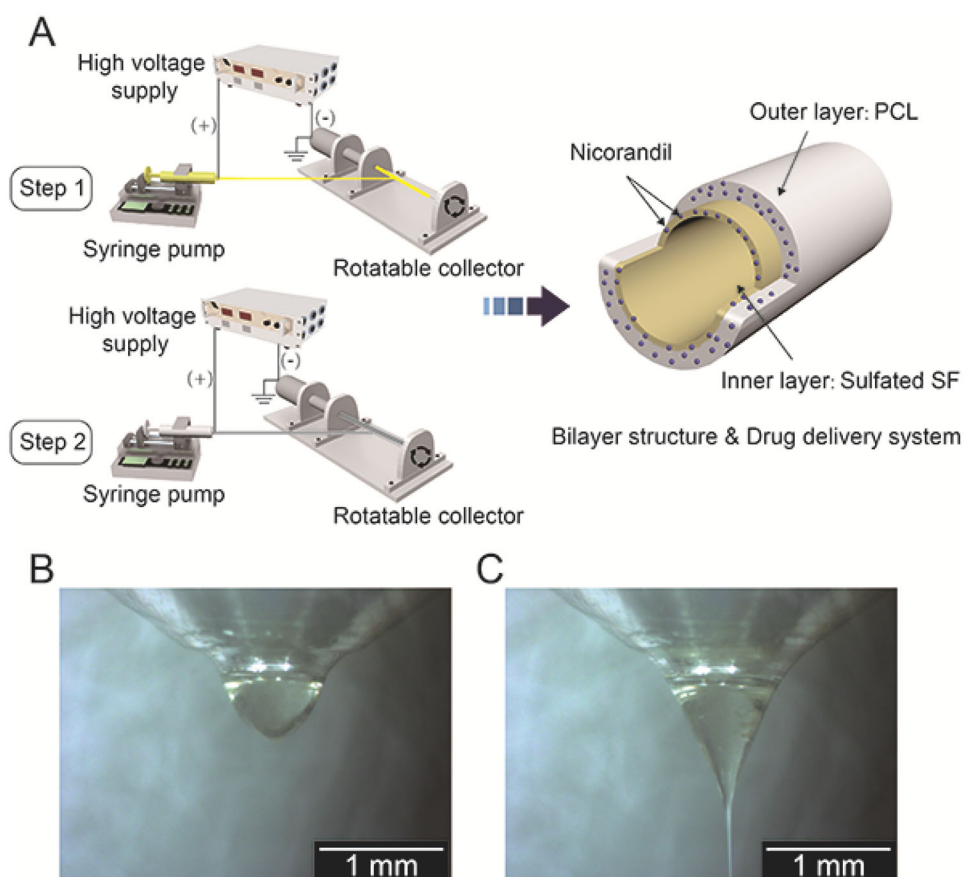 A
High voltage
supply
(+)
(-)
Step 1
Syringe pump
Rotatable collector
High voltage
supply
(+)
(-)
Step 2
Syringe pump
Rotatable collector
Outer layer: PCL
Nicorandil
Inner layer: Sulfated SF
Bilayer structure & Drug delivery system
B
1 mm
C
1 mm